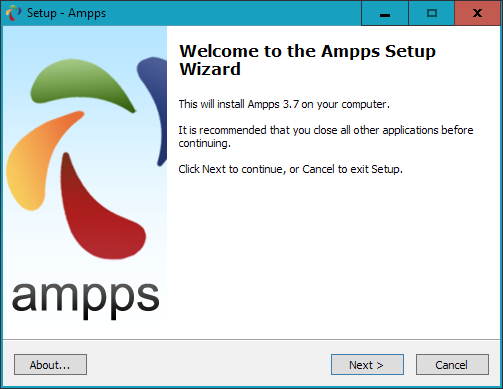 Setup - Ampps
Welcome to the Ampps Setup
Wizard
This will install Ampps 3.7 on your computer.
It is recommended that you close all other applications before
continuing.
Click Next to continue, or Cancel to exit Setup.
ampps
About...
Next >
Cancel